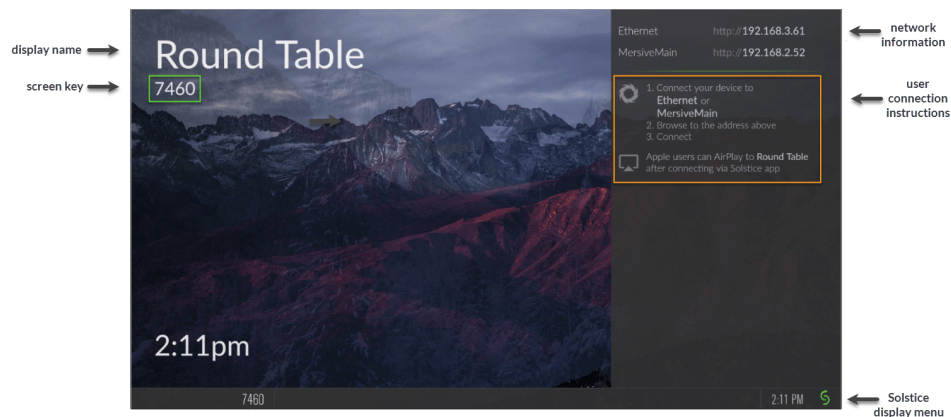 display name
screen key
Round Table
7460
2:11pm
Ethernet http://192.168.3.61
MersiveMain http://192.168.2.52
1. Connect your device to
Ethernet or
MersiveMain
2. Browse to the address above
3. Connect
Apple users can AirPlay to Round Table
after connecting via Solstice app
network
information
user
connection
instructions
7460
2:11 PM
Solstice
display menu